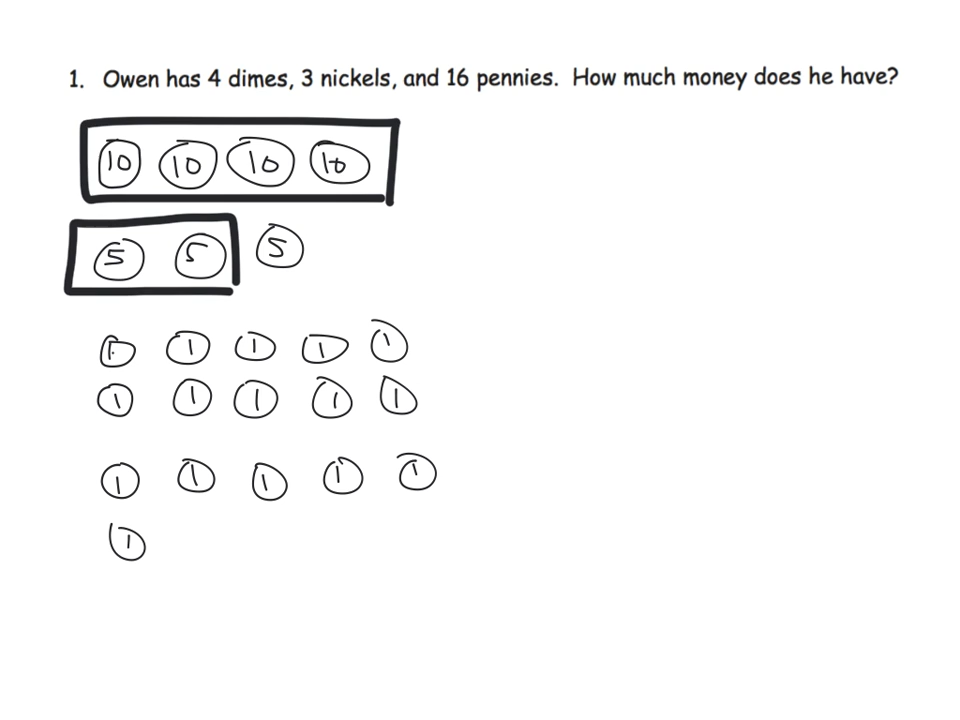 1. Owen has 4 dimes, 3 nickels, and 16 pennies. How much money does he have?
10 10 10 10
5 5 5
1 1 1 1 1
1 1 1 1 1
1 1 1 1 1
1